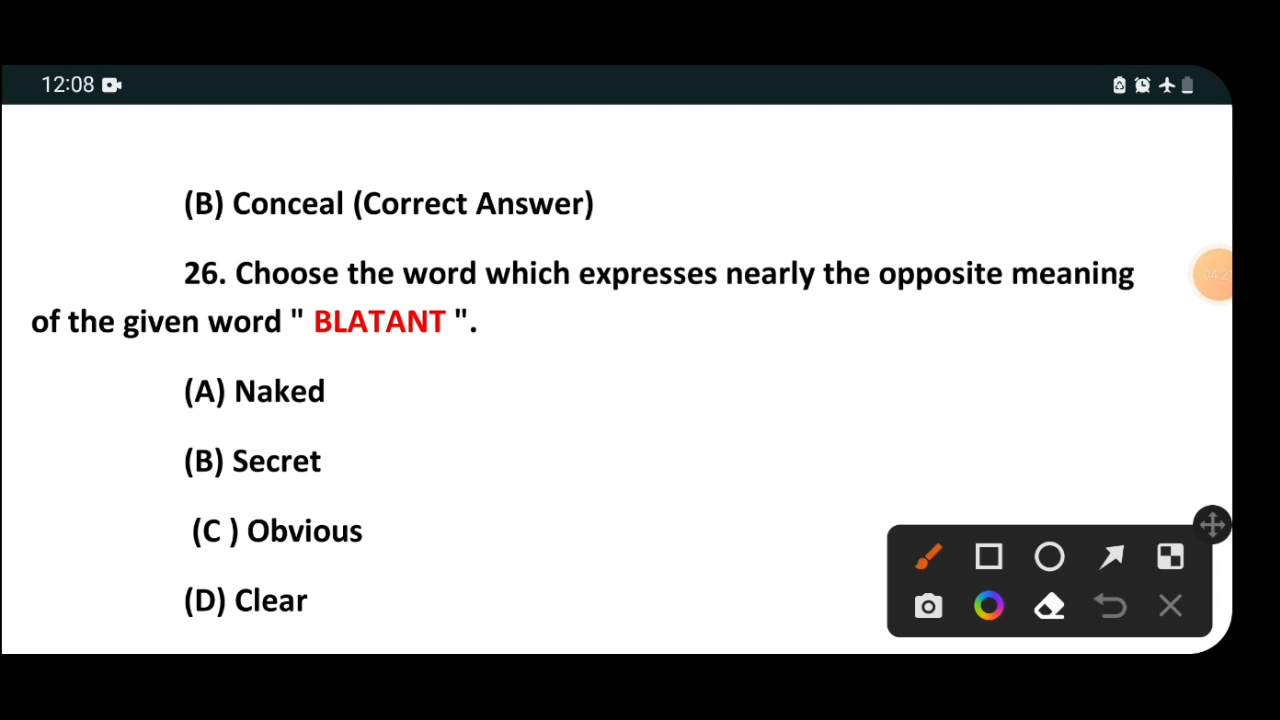 12:08
(B) Conceal (Correct Answer)
26. Choose the word which expresses nearly the opposite meaning
of the given word " BLATANT ".
(A) Naked
(B) Secret
(C ) Obvious
(D) Clear